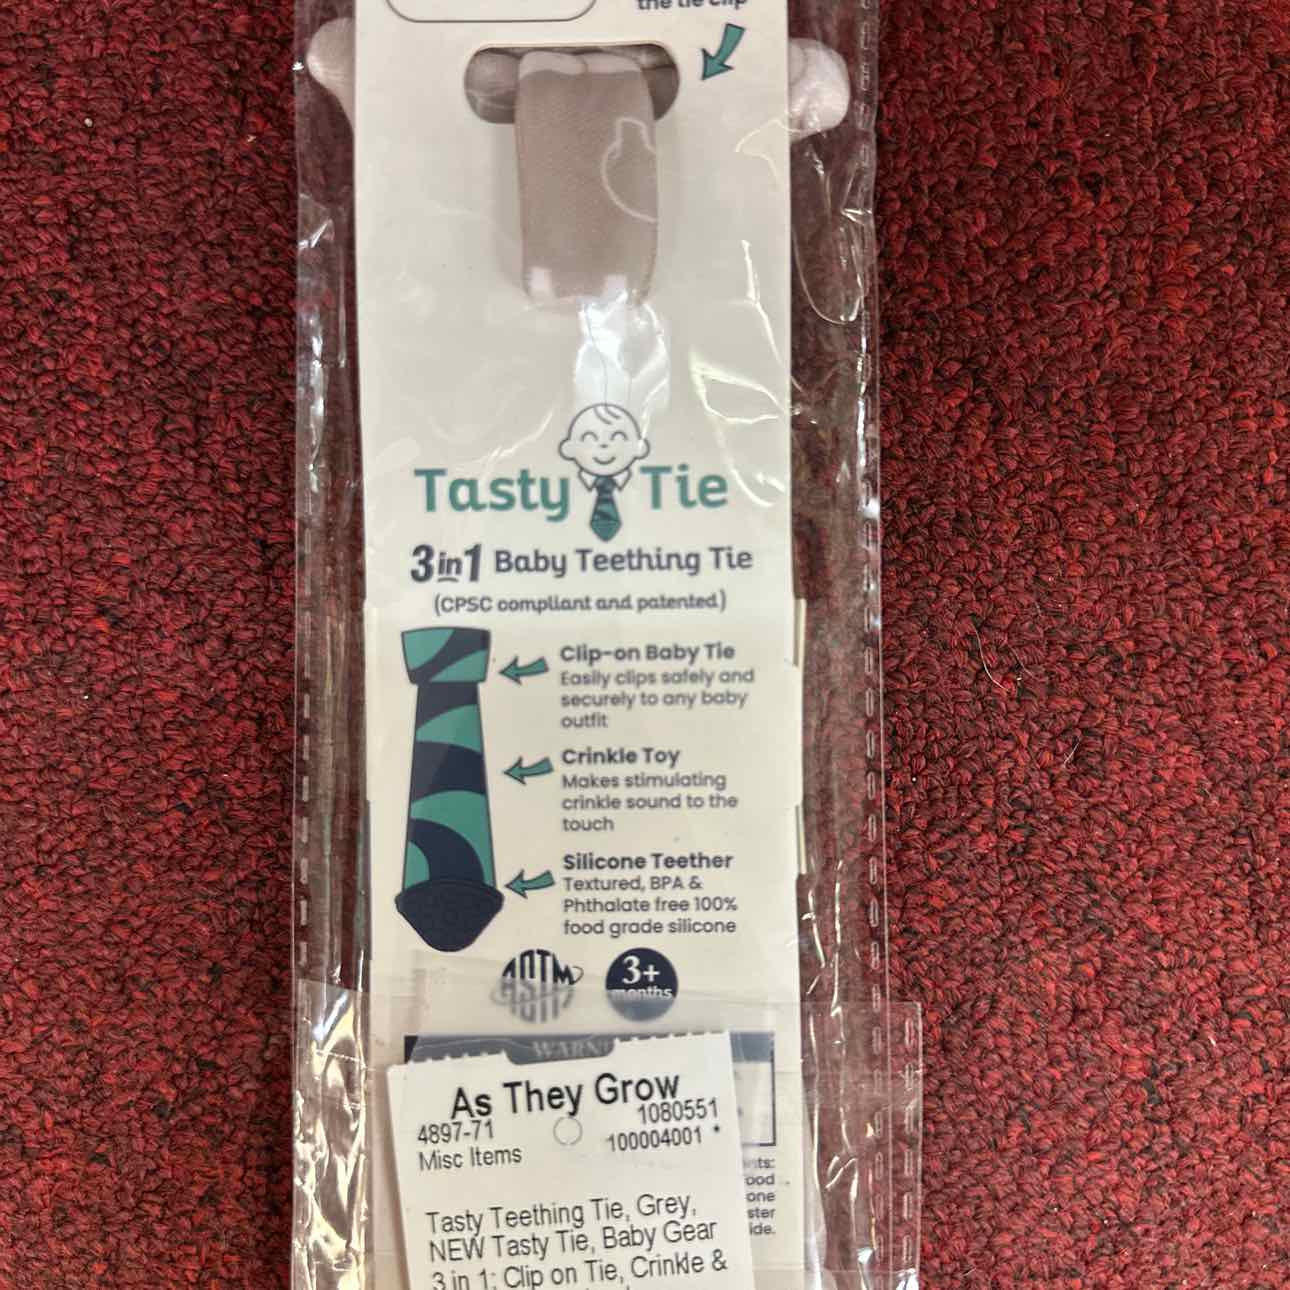 the tie clip
Tasty Tie
3in1 Baby Teething Tie
(CPSC compliant and patented)
Clip-on Baby Tie
Easily clips safely and
securely to any baby
outfit
Crinkle Toy
Makes stimulating
crinkle sound to the
touch
Silicone Teether
Textured, BPA &
Phthalate free 100%
food grade silicone
ASTM
3+
months
As They Grow
4897-71
1080551
Misc Items
100004001 *
Tasty Teething Tie, Grey,
NEW Tasty Tie, Baby Gear
3 in 1: Clip on Tie, Crinkle &